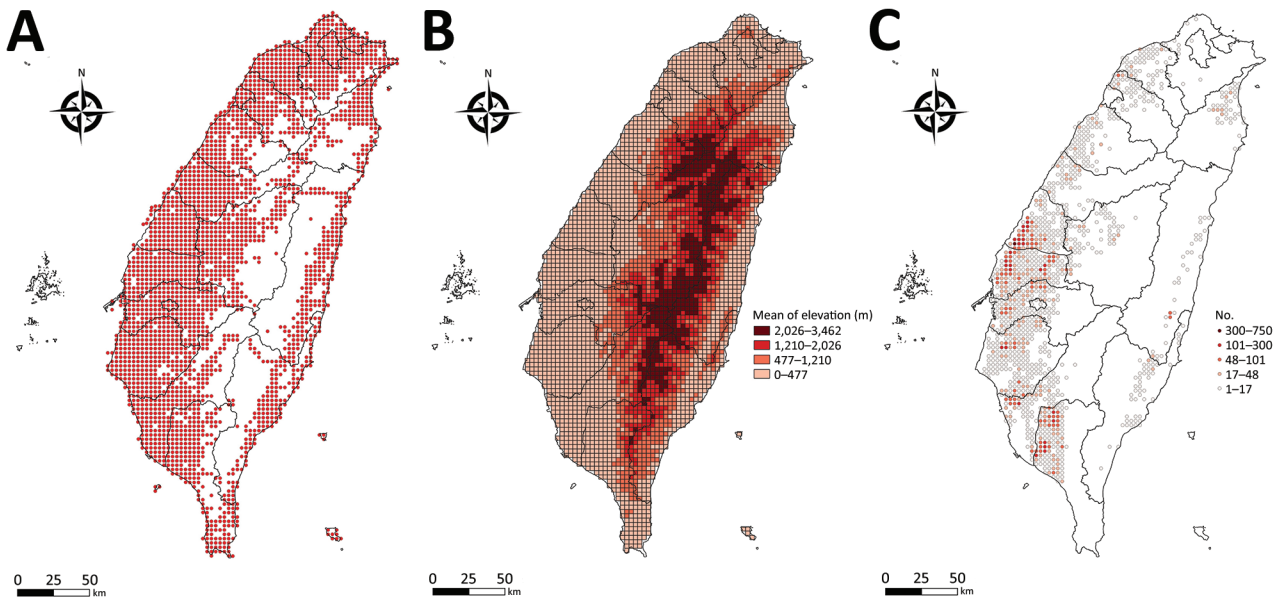 A
B
C
N
N
N
Mean of elevation (m)
2,026–3,462
1,210–2,026
477–1,210
0–477
No.
300–750
101–300
48–101
17–48
1–17
0 25 50
km
0 25 50
km
0 25 50
km